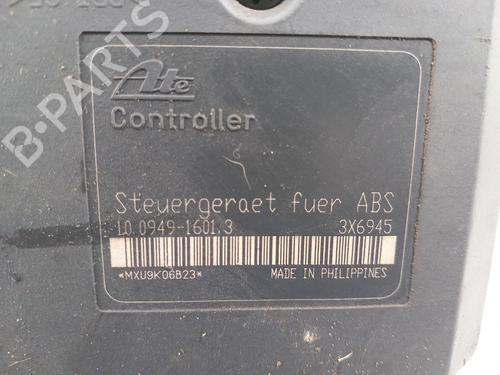 Ate
Controller
Steuergeraet fuer ABS
10.0949-1601.3 3X6945
*MXU9K06B23* MADE IN PHILIPPINES
B-PARTS